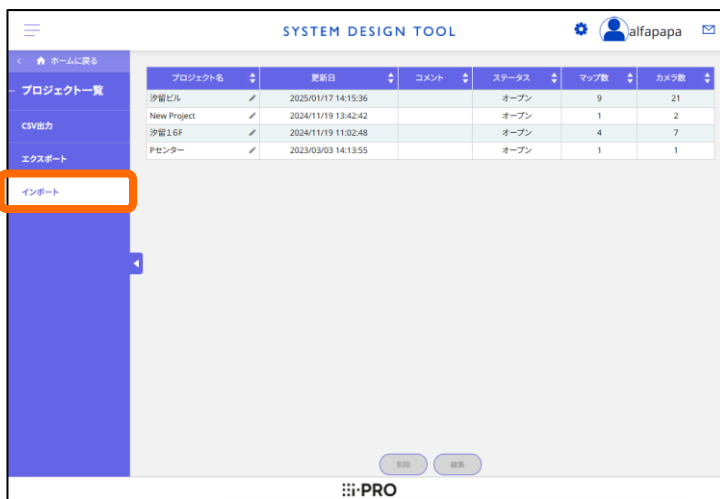 SYSTEM DESIGN TOOL
alfapapa
ホームに戻る
プロジェクト一覧
CSV出力
エクスポート
インポート
プロジェクト名 更新日 コメント ステータス マップ数 カメラ数
汐留ビル 2025/01/17 14:15:36 オープン 9 21
New Project 2024/11/19 13:42:42 オープン 1 2
汐留16F 2024/11/19 11:02:48 オープン 4 7
Pセンター 2023/03/03 14:13:55 オープン 1 1
削除 編集
i-PRO